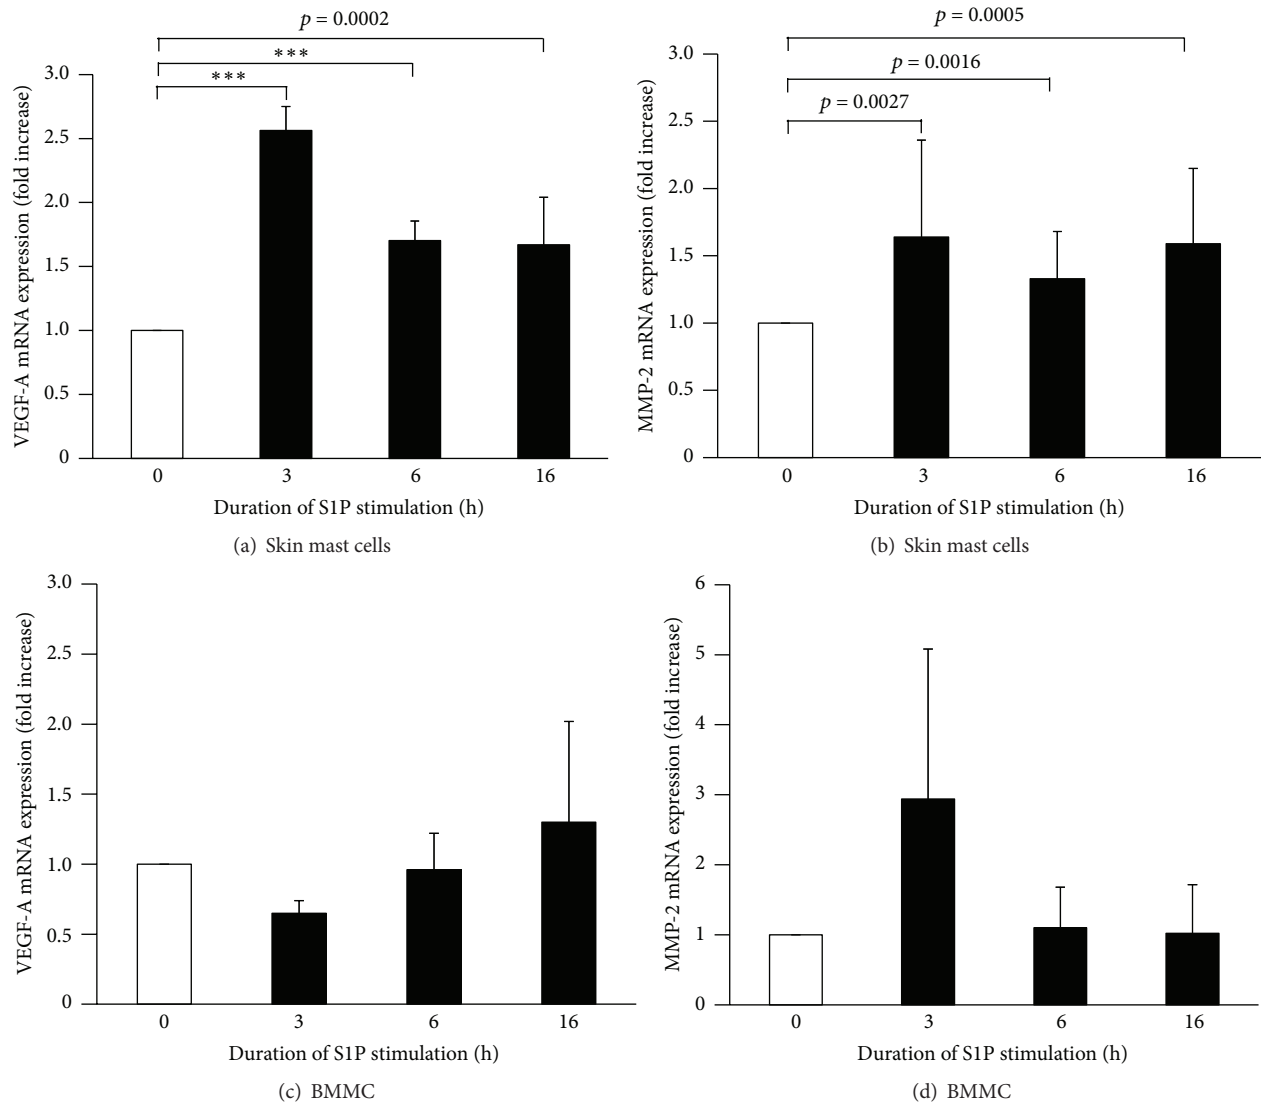 p = 0.0002
***
***
VEGF-A mRNA expression (fold increase)
3.0
2.5
2.0
1.5
1.0
0.5
0
0 3 6 16
Duration of S1P stimulation (h)
(a) Skin mast cells
p = 0.0005
p = 0.0016
p = 0.0027
MMP-2 mRNA expression (fold increase)
3.0
2.5
2.0
1.5
1.0
0.5
0
0 3 6 16
Duration of S1P stimulation (h)
(b) Skin mast cells
VEGF-A mRNA expression (fold increase)
3.0
2.5
2.0
1.5
1.0
0.5
0
0 3 6 16
Duration of S1P stimulation (h)
(c) BMMC
MMP-2 mRNA expression (fold increase)
6
5
4
3
2
1
0
0 3 6 16
Duration of S1P stimulation (h)
(d) BMMC